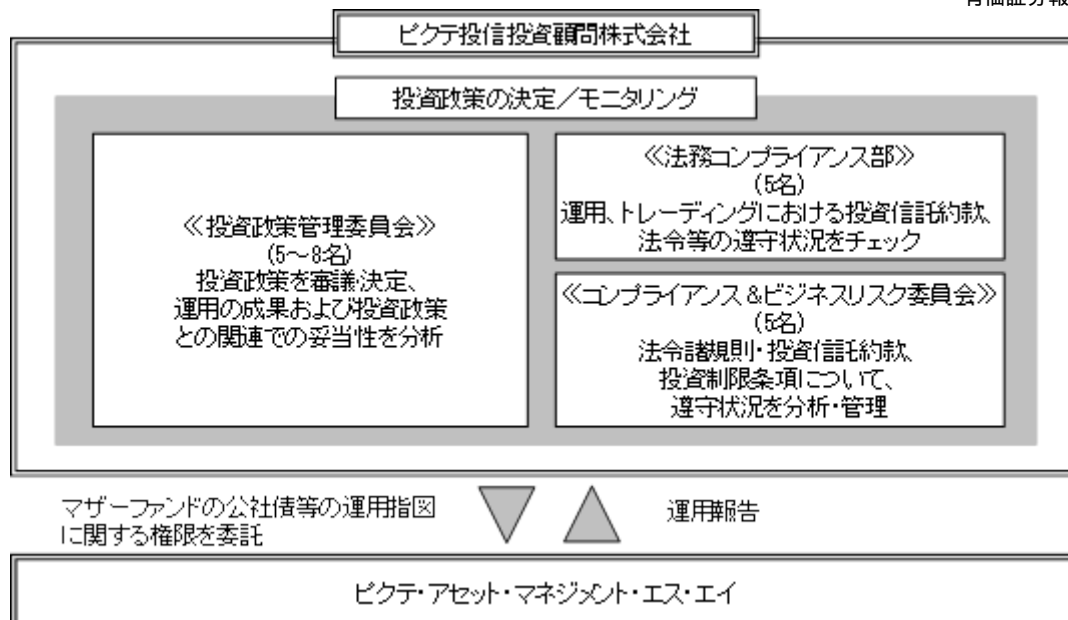 ピクテ投信投資顧問株式会社
投資政策の決定／モニタリング
≪投資政策管理委員会≫
(5～8名)
投資政策を審議・決定、
運用の成果および投資政策
との関連での妥当性を分析
≪法務コンプライアンス部≫
(5名)
運用、トレーディングにおける投資信託約款、
法令等の遵守状況をチェック
≪コンプライアンス&ビジネスリスク委員会≫
(5名)
法令諸規則・投資信託約款、
投資制限条項について、
遵守状況を分析・管理
マザーファンドの公社債等の運用指図
に関する権限を委託
運用報告
ピクテ・アセット・マネジメント・エス・エイ